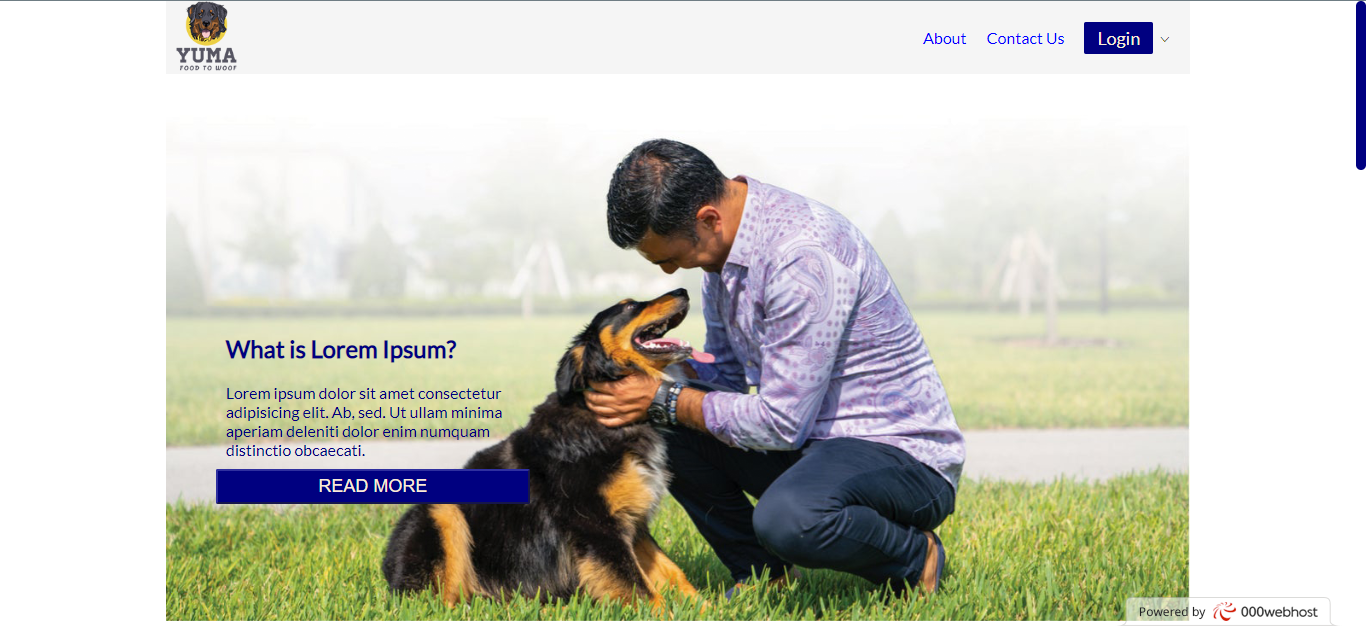 YUMA
FOOD TO WOOF
About
Contact Us
Login
What is Lorem Ipsum?
Lorem ipsum dolor sit amet consectetur
adipisicing elit. Ab, sed. Ut ullam minima
aperiam deleniti dolor enim numquam
distinctio obcaecati.
READ MORE
Powered by 000webhost